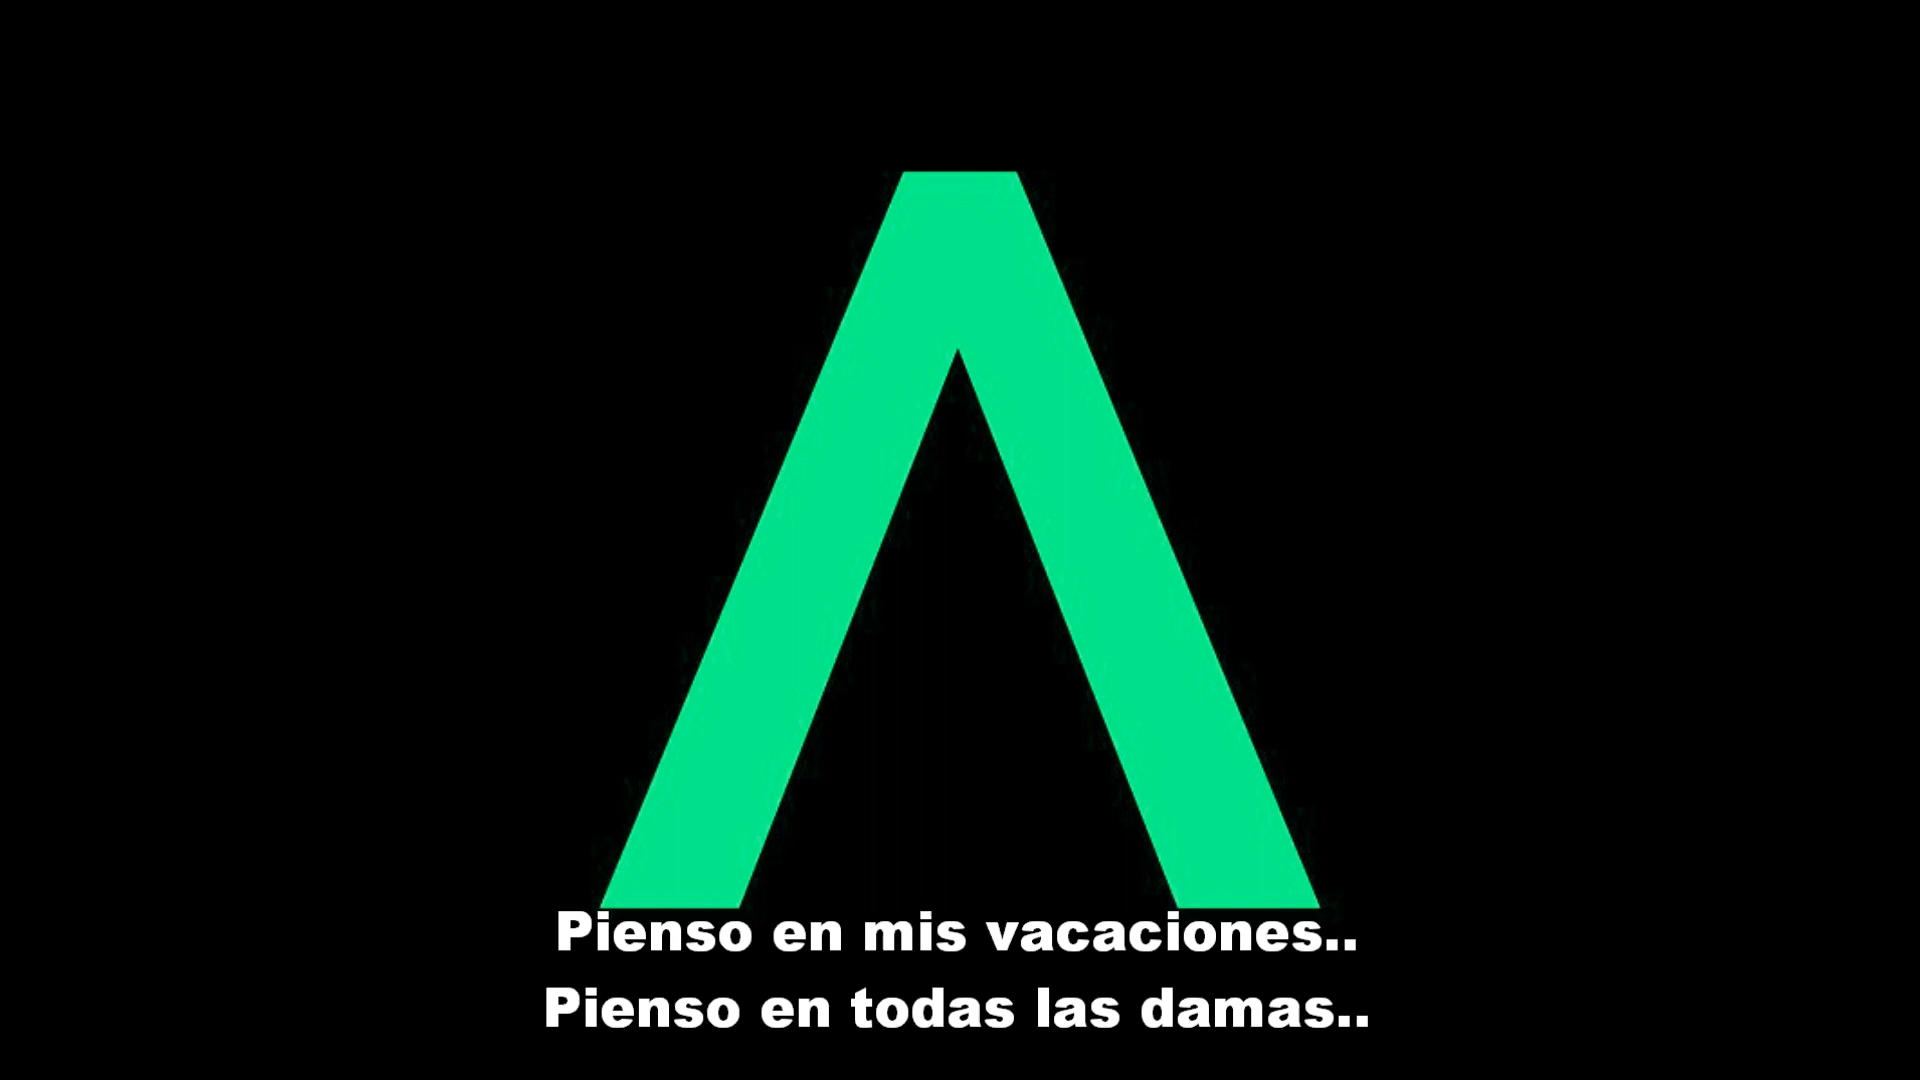 Λ
Pienso en mis vacaciones..
Pienso en todas las damas..